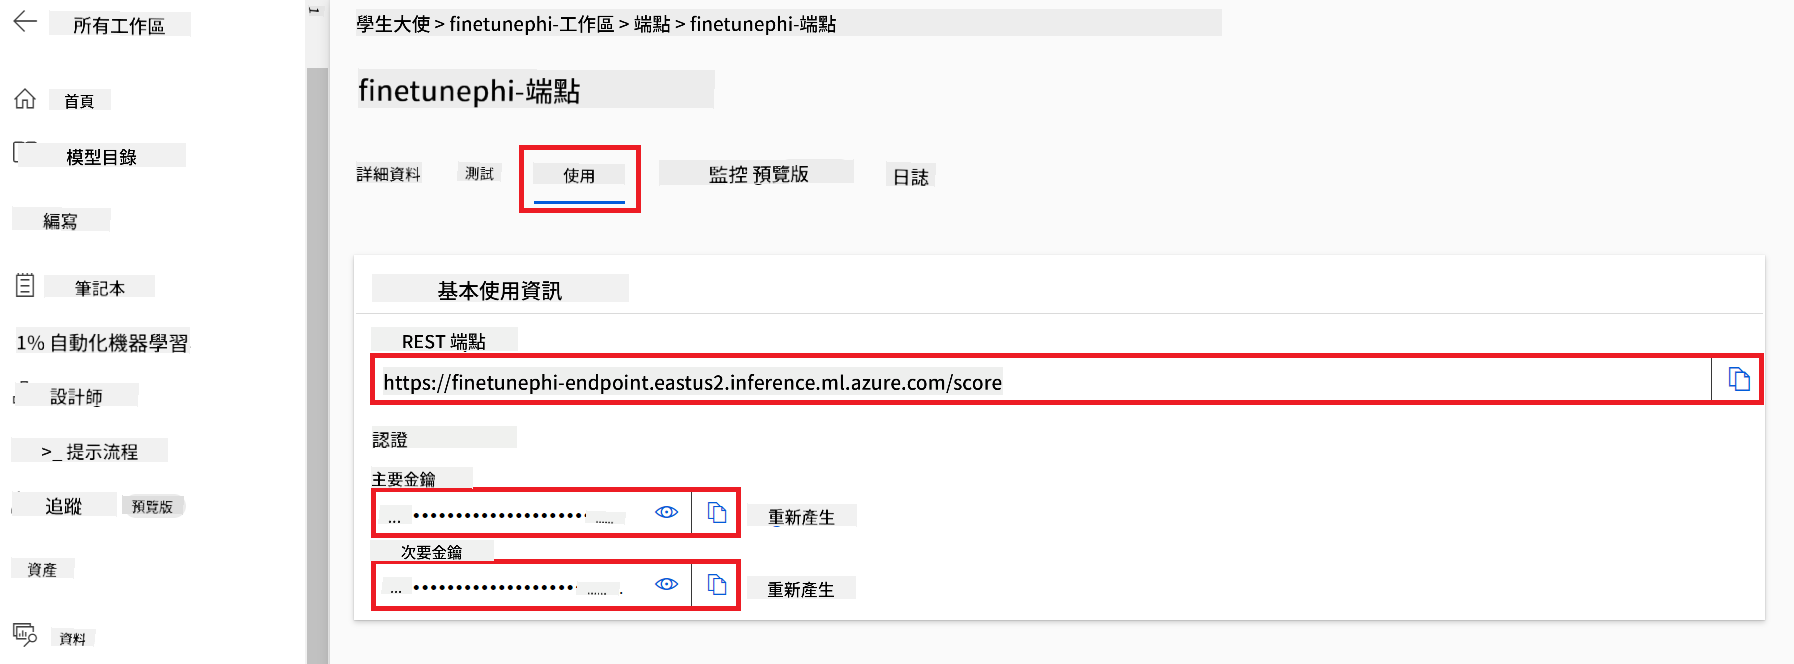 所有工作區
首頁
模型目錄
編寫
筆記本
1% 自動化機器學習
設計師
>_ 提示流程
追蹤 預覽版
資產
資料
學生大使 > finetunephi-工作區 > 端點 > finetunephi-端點
finetunephi-端點
詳細資料 測試 使用 監控 預覽版 日誌
基本使用資訊
REST 端點
https://finetunephi-endpoint.eastus2.inference.ml.azure.com/score
認證
主要金鑰
重新產生
次要金鑰
重新產生